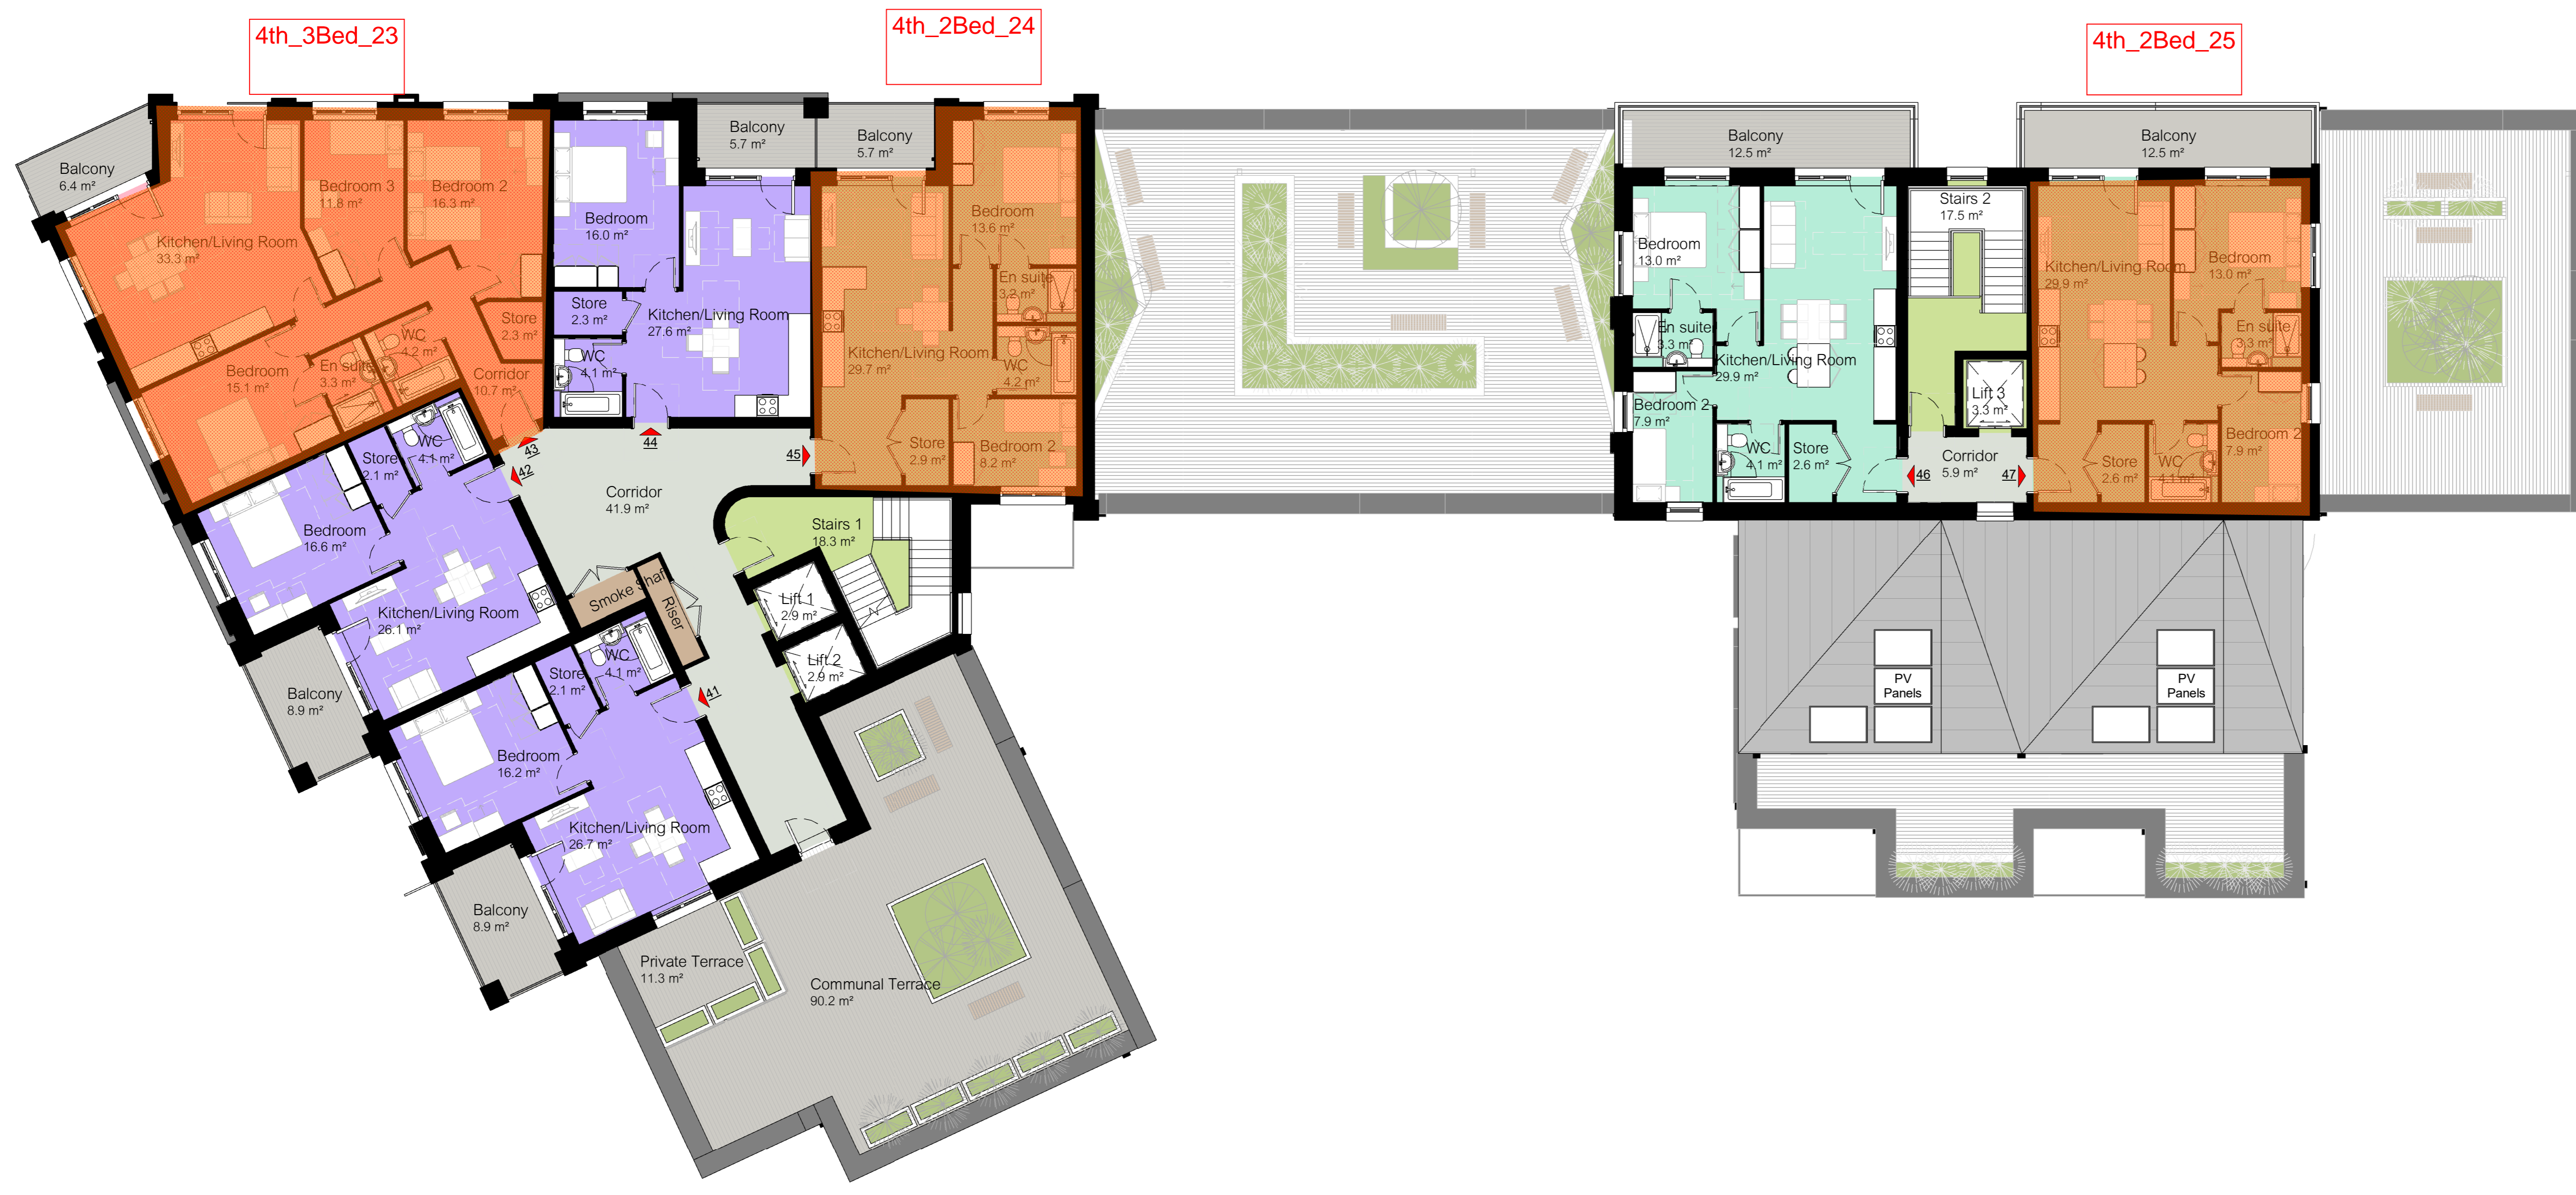 4th_3Bed_23
4th_2Bed_24
4th_2Bed_25
Balcony
6.4 m²
Kitchen/Living Room
33.3 m²
Bedroom 3
11.8 m²
Bedroom 2
16.3 m²
Store
2.3 m²
WC
4.2 m²
En suite
3.3 m²
Bedroom
15.1 m²
Corridor
10.7 m²
43
42
Bedroom
16.0 m²
Balcony
5.7 m²
Store
2.3 m²
Kitchen/Living Room
27.6 m²
WC
4.1 m²
44
Balcony
5.7 m²
Bedroom
13.6 m²
En suite
3.2 m²
Kitchen/Living Room
29.7 m²
WC
4.2 m²
Store
2.9 m²
Bedroom 2
8.2 m²
45
Corridor
41.9 m²
Stairs 1
18.3 m²
Lift 1
2.9 m²
Lift 2
2.9 m²
Smoke Shaf
Riser
WC
4.1 m²
Store
2.1 m²
Bedroom
16.6 m²
Kitchen/Living Room
26.1 m²
Balcony
8.9 m²
WC
4.1 m²
Store
2.1 m²
41
Bedroom
16.2 m²
Kitchen/Living Room
26.7 m²
Balcony
8.9 m²
Private Terrace
11.3 m²
Communal Terrace
90.2 m²
Balcony
12.5 m²
Bedroom
13.0 m²
En suite
3.3 m²
Kitchen/Living Room
29.9 m²
Bedroom 2
7.9 m²
WC
4.1 m²
Store
2.6 m²
Stairs 2
17.5 m²
Lift 3
3.3 m²
Corridor
5.9 m²
46
47
Balcony
12.5 m²
Kitchen/Living Room
29.9 m²
Bedroom
13.0 m²
En suite
3.3 m²
Store
2.6 m²
WC
4.1 m²
Bedroom 2
7.9 m²
PV
Panels
PV
Panels